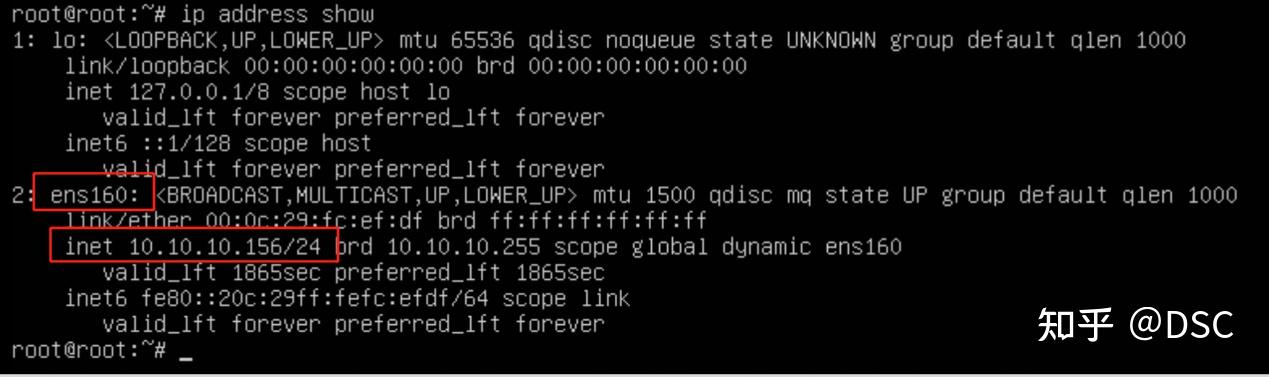 root@root:~# ip address show
1: lo: <LOOPBACK,UP,LOWER_UP> mtu 65536 qdisc noqueue state UNKNOWN group default qlen 1000
link/loopback 00:00:00:00:00:00 brd 00:00:00:00:00:00
inet 127.0.0.1/8 scope host lo
valid_lft forever preferred_lft forever
inet6 ::1/128 scope host
valid_lft forever preferred_lft forever
2: ens160: <BROADCAST,MULTICAST,UP,LOWER_UP> mtu 1500 qdisc mq state UP group default qlen 1000
link/ether 00:0c:29:fc:ef:df brd ff:ff:ff:ff:ff:ff
inet 10.10.10.156/24 brd 10.10.10.255 scope global dynamic ens160
valid_lft 1865sec preferred_lft 1865sec
inet6 fe80::20c:29ff:fefc:efdf/64 scope link
valid_lft forever preferred_lft forever
root@root:~# _
知乎 @DSC